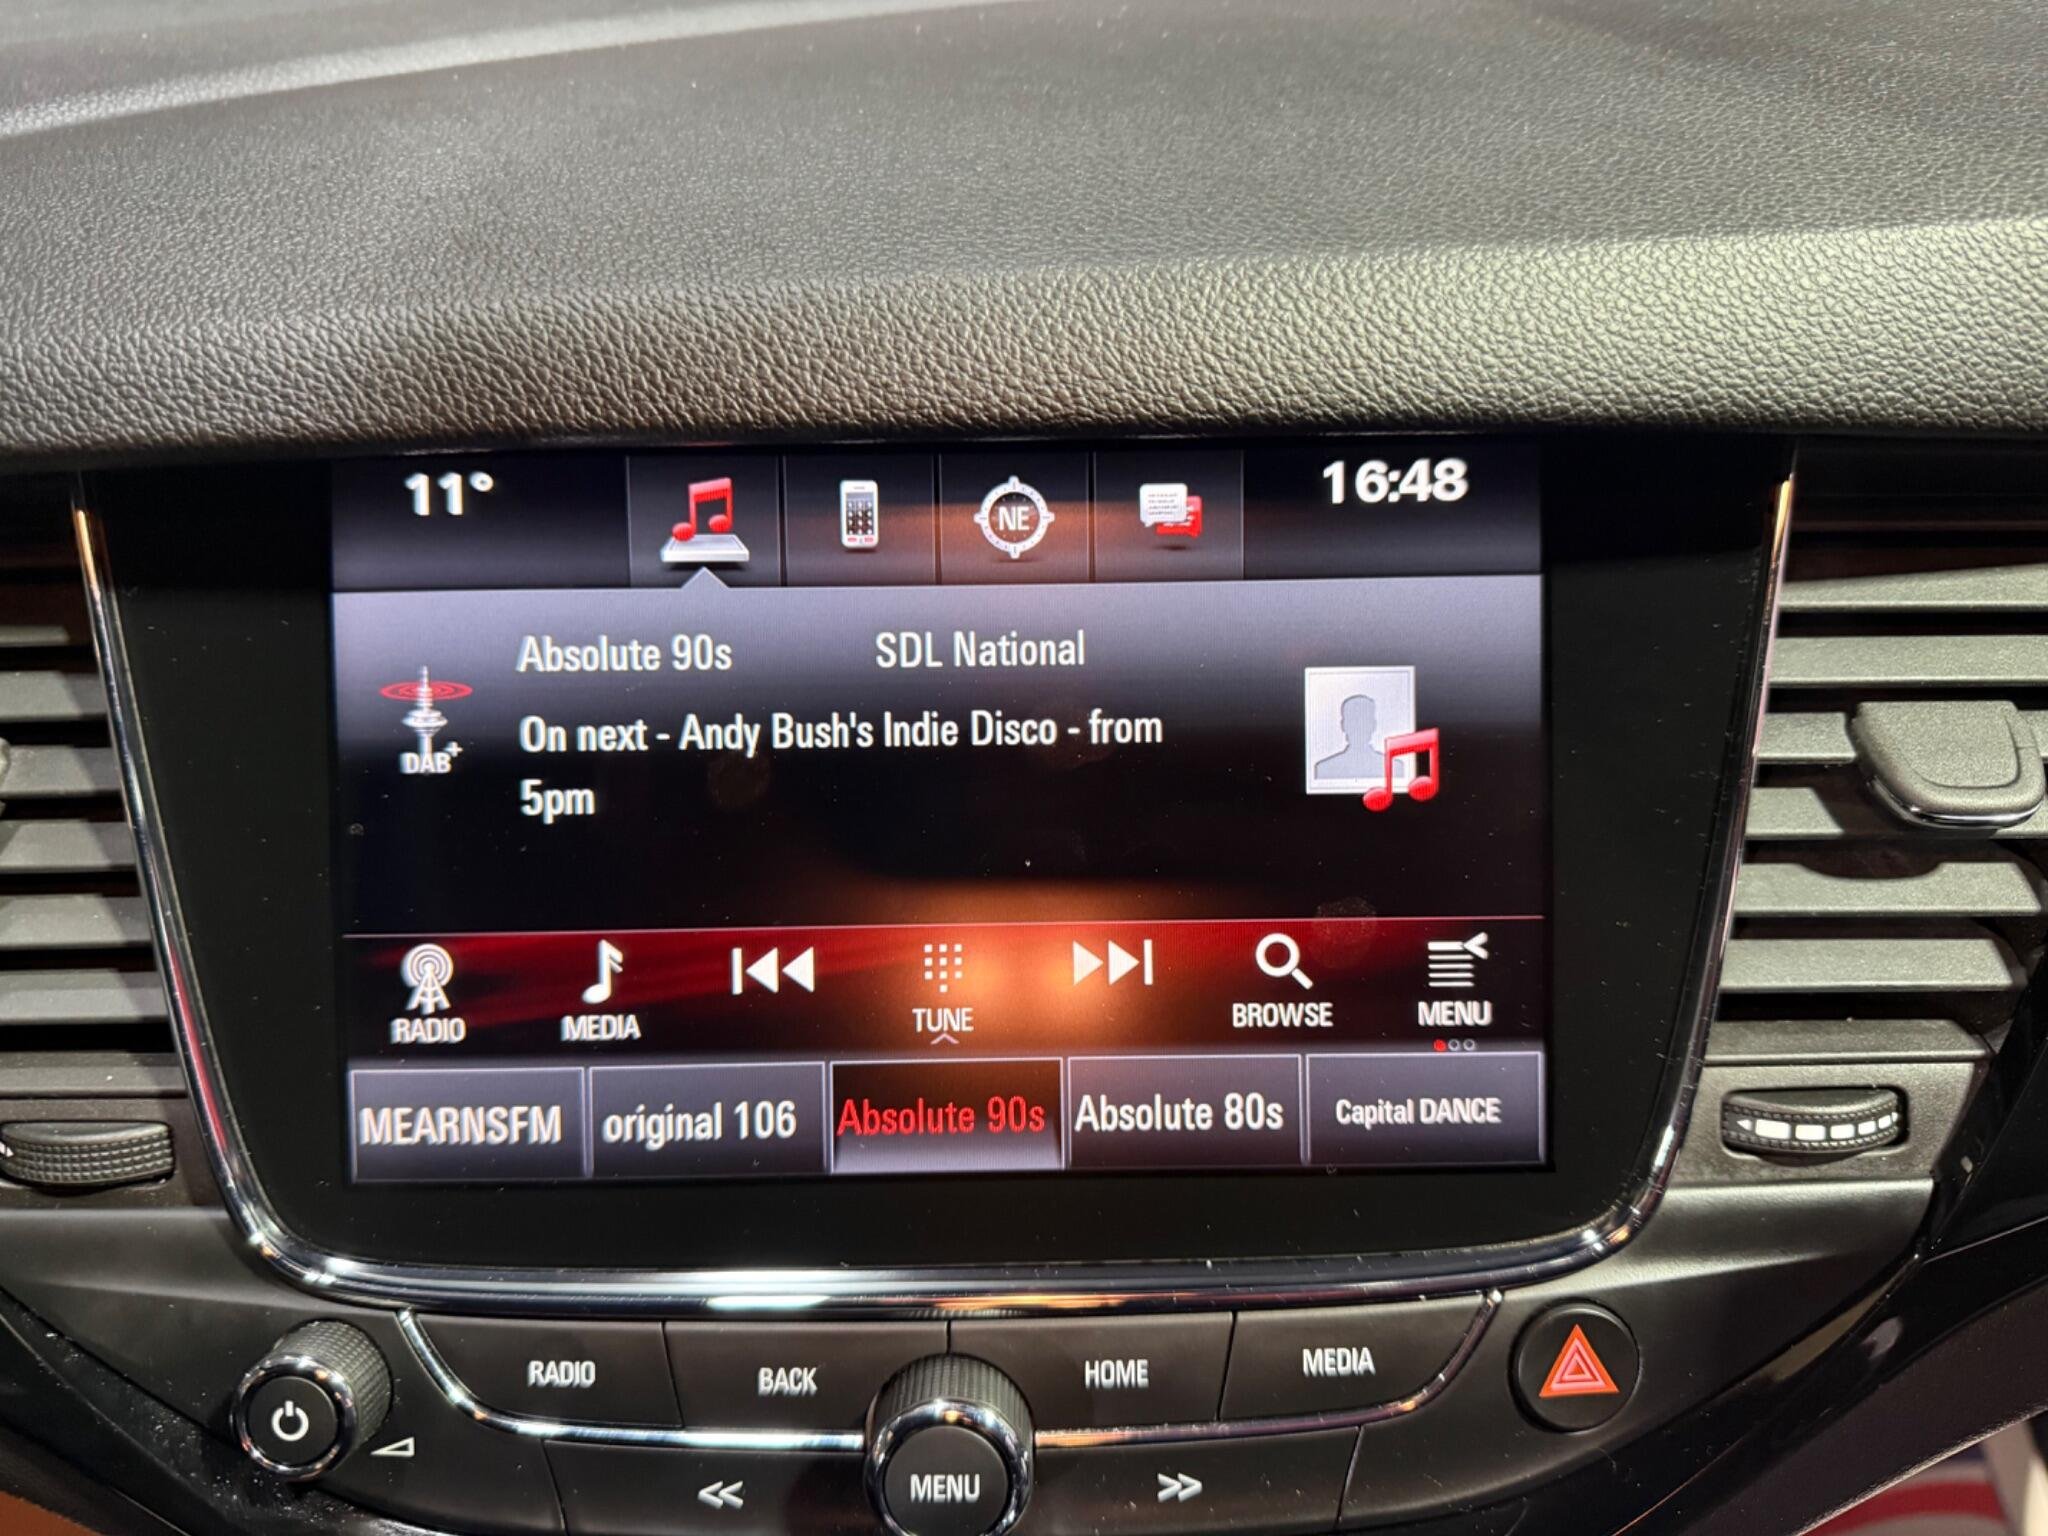 11° NE 16:48
Absolute 90s SDL National
DAB+
On next - Andy Bush's Indie Disco - from
5pm
RADIO MEDIA TUNE BROWSE MENU
MEARNSFM original 106 Absolute 90s Absolute 80s Capital DANCE
RADIO BACK HOME MEDIA
MENU